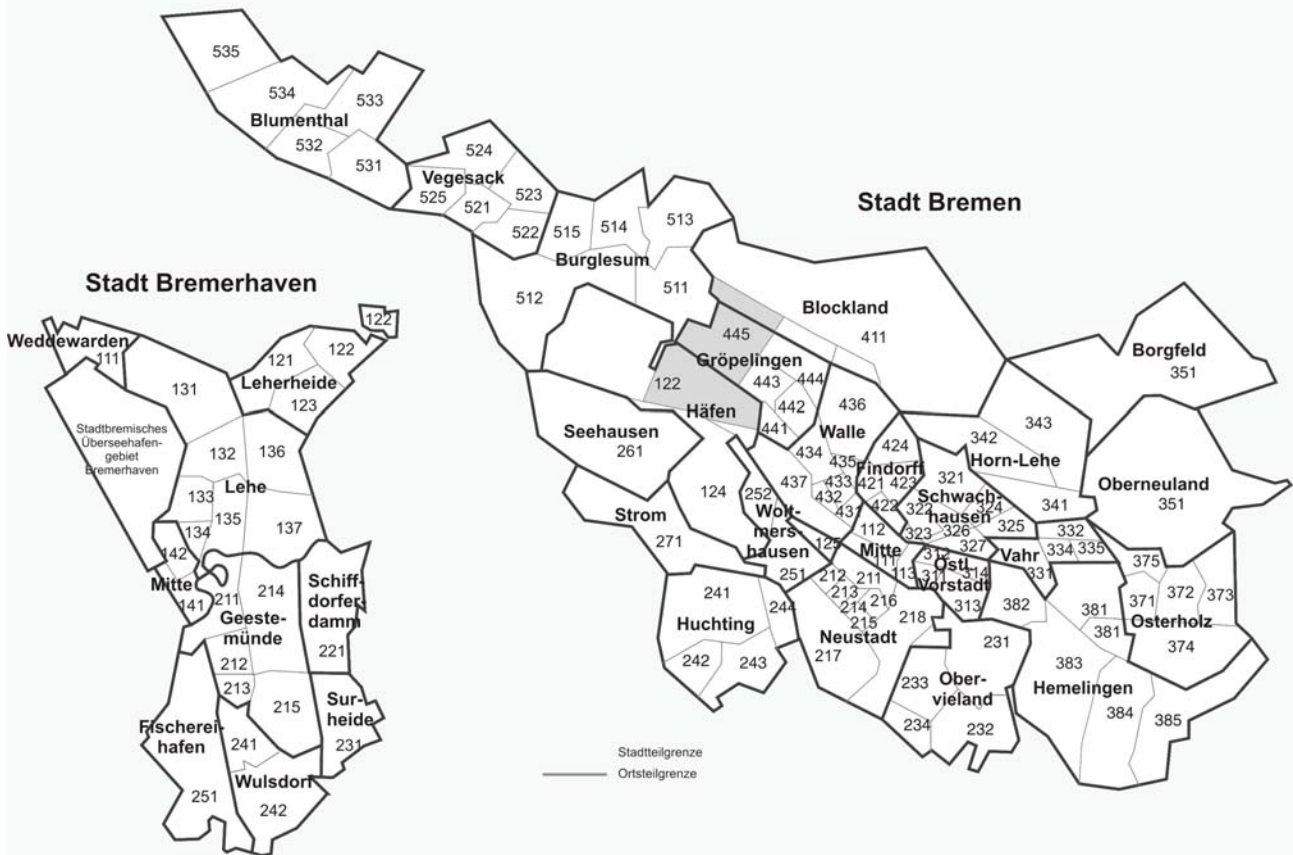 535
534
533
Blumenthal
532
531
524
Vegesack
525
521
523
522
515
514
513
Burglesum
512
511
Stadt Bremen
Stadt Bremerhaven
Weddewarden
111
122
121
122
Leherheide
123
131
Stadtbremisches
Überseehafen-
gebiet
Bremerhaven
132
136
Lehe
133
135
134
137
142
Mitte
141
211
214
Geeste-
münde
Schiff-
dorfer-
damm
221
212
213
215
Sur-
heide
231
Fischerei-
hafen
251
241
Wulsdorf
242
Blockland
411
445
Gröpelingen
443
444
442
441
122
Häfen
Seehausen
261
Strom
271
124
252
Wolt-
mers-
hausen
125
251
436
Walle
434
435
437
433
432
431
424
Findorff
421
423
422
Borgfeld
351
343
342
Horn-Lehe
341
Oberneuland
351
321
Schwach-
hausen
322
324
323
326
325
327
332
334
335
Vahr
331
112
Mitte
111
113
312
Östl.
311
314
Vorstadt
313
241
Huchting
244
242
243
212
211
213
214
216
215
218
Neustadt
217
231
233
Ober-
vieland
234
232
382
381
381
383
Hemelingen
384
385
375
371
372
373
Osterholz
374
Stadtteilgrenze
Ortsteilgrenze